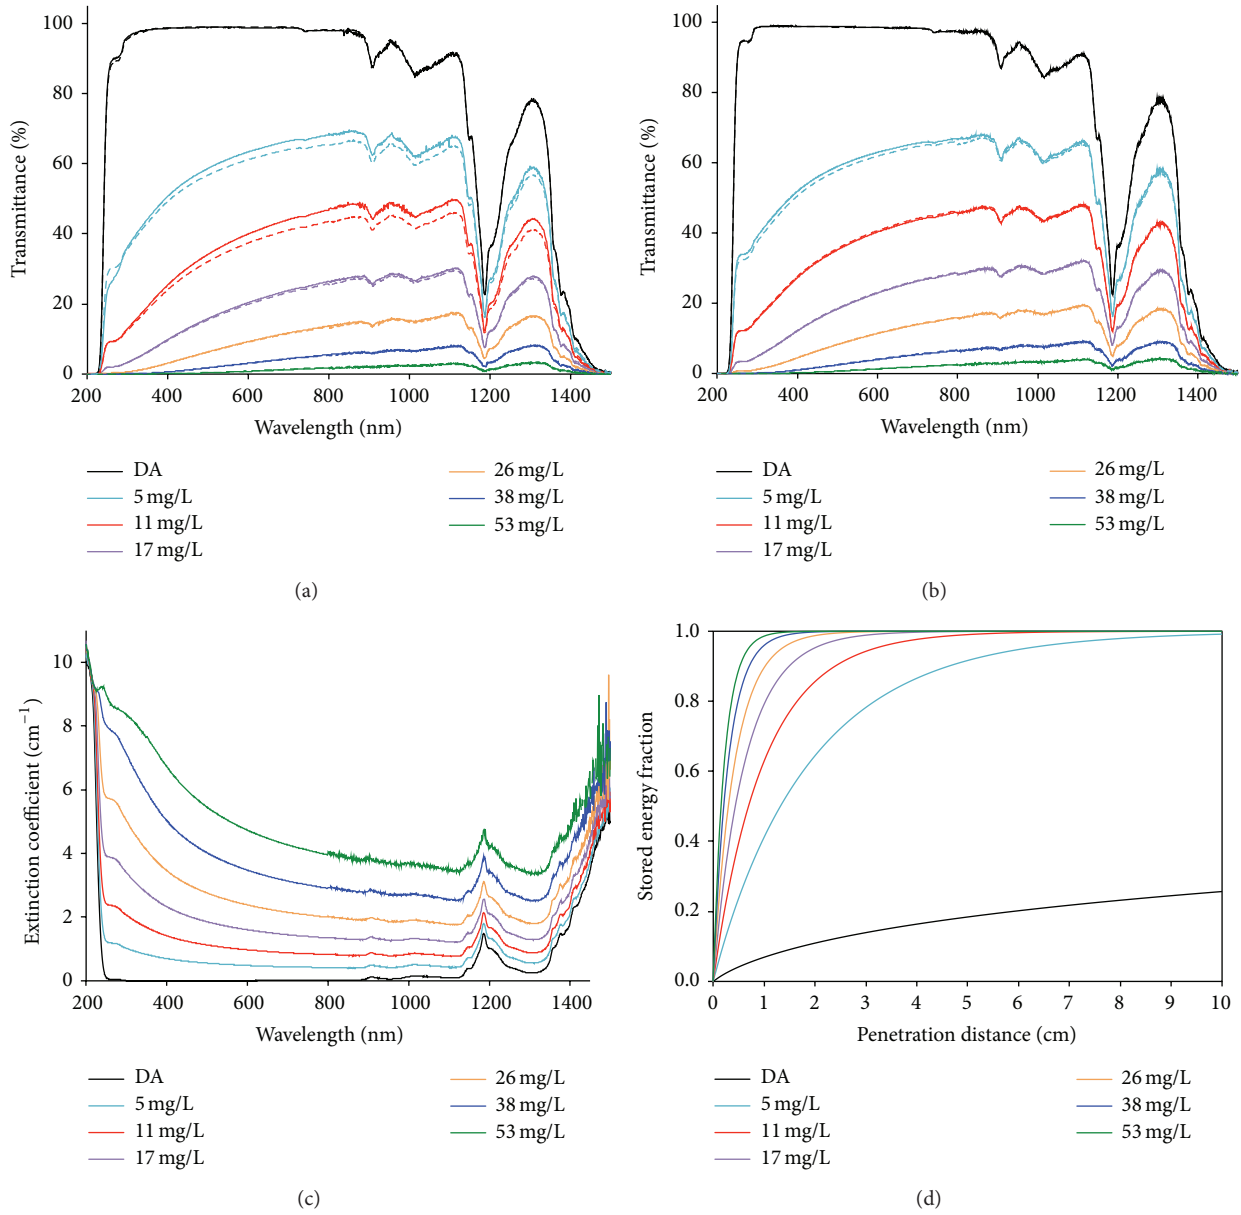 100
80
60
40
20
0
Transmittance (%)
200 400 600 800 1000 1200 1400
Wavelength (nm)
DA
5 mg/L
11 mg/L
17 mg/L
26 mg/L
38 mg/L
53 mg/L
(a)
100
80
60
40
20
0
Transmittance (%)
200 400 600 800 1000 1200 1400
Wavelength (nm)
DA
5 mg/L
11 mg/L
17 mg/L
26 mg/L
38 mg/L
53 mg/L
(b)
10
8
6
4
2
0
Extinction coefficient (cm⁻¹)
200 400 600 800 1000 1200 1400
Wavelength (nm)
DA
5 mg/L
11 mg/L
17 mg/L
26 mg/L
38 mg/L
53 mg/L
(c)
1.0
0.8
0.6
0.4
0.2
0.0
Stored energy fraction
0 1 2 3 4 5 6 7 8 9 10
Penetration distance (cm)
DA
5 mg/L
11 mg/L
17 mg/L
26 mg/L
38 mg/L
53 mg/L
(d)